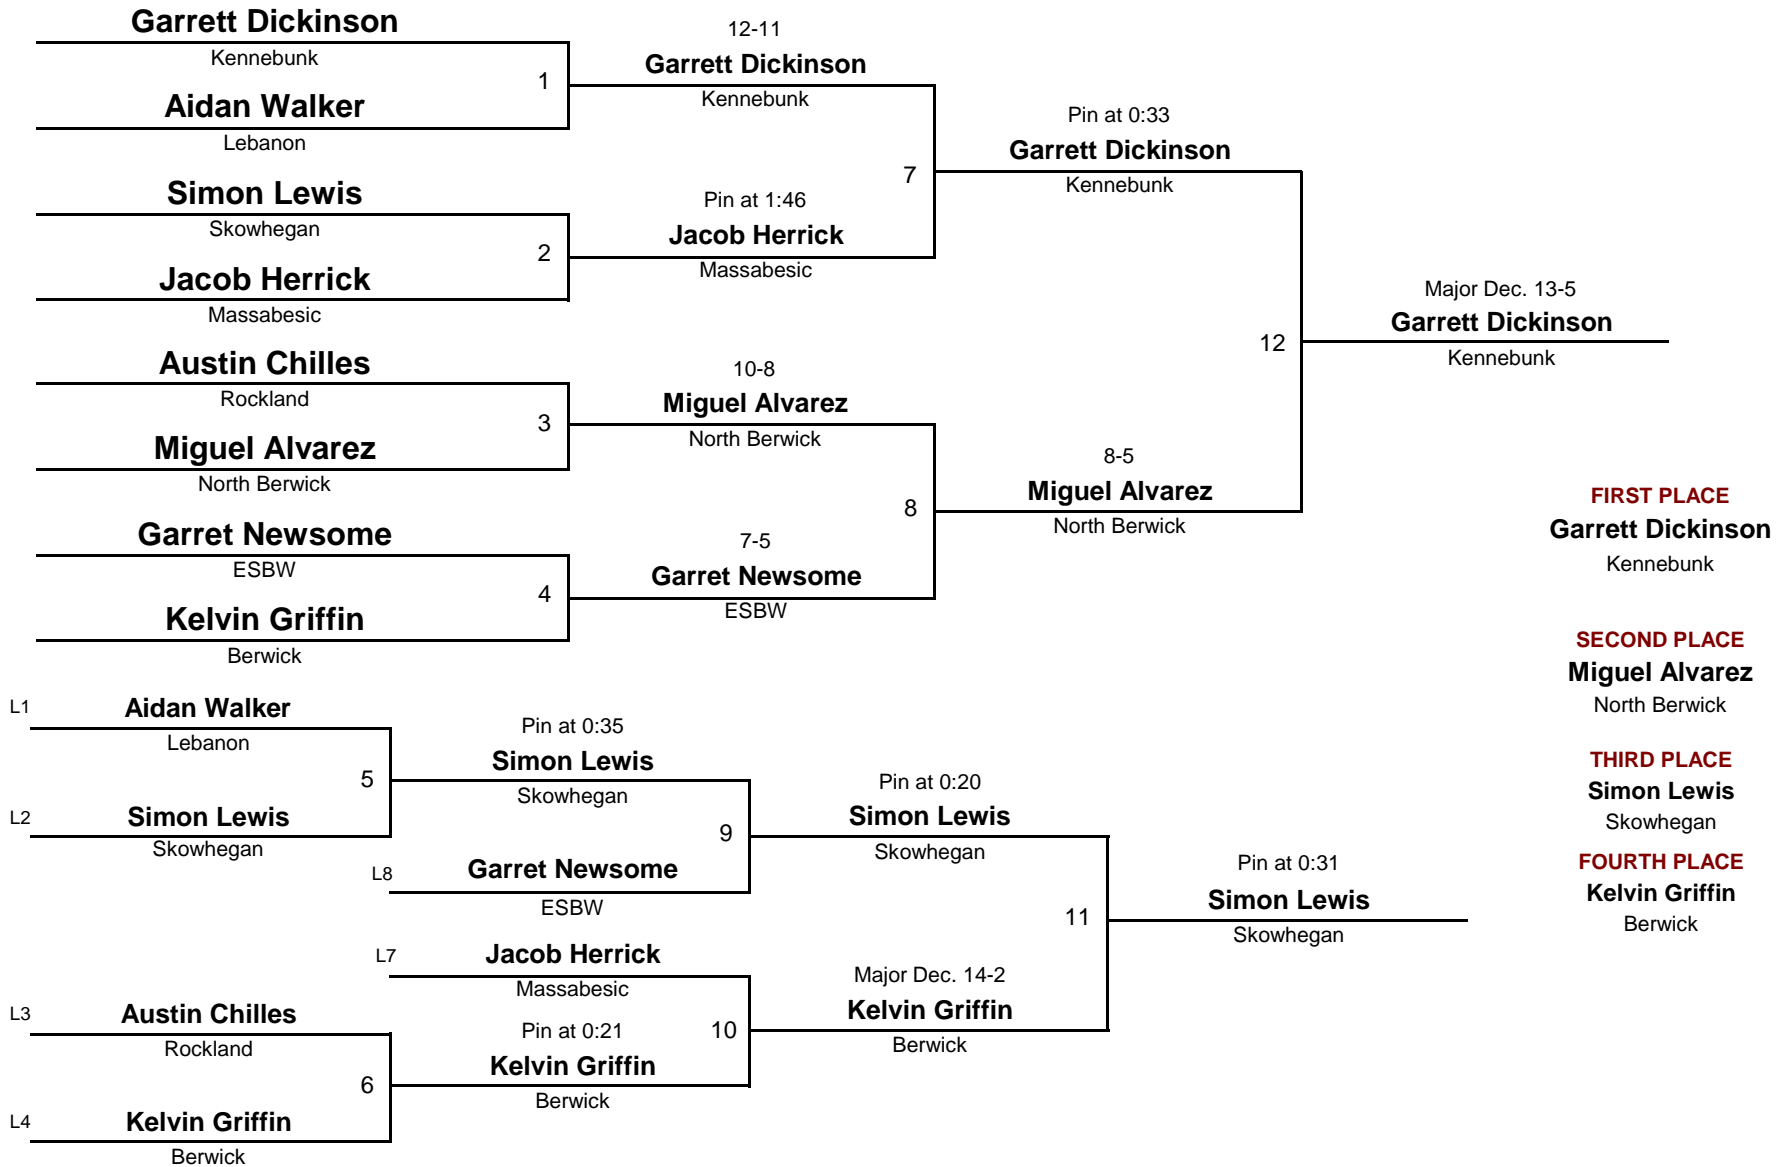 Garrett Dickinson
Kennebunk
1
Aidan Walker
Lebanon
Simon Lewis
Skowhegan
2
Jacob Herrick
Massabesic
Austin Chilles
Rockland
3
Miguel Alvarez
North Berwick
Garret Newsome
ESBW
4
Kelvin Griffin
Berwick
12-11
Garrett Dickinson
Kennebunk
7
Pin at 1:46
Jacob Herrick
Massabesic
10-8
Miguel Alvarez
North Berwick
8
7-5
Garret Newsome
ESBW
Pin at 0:33
Garrett Dickinson
Kennebunk
12
8-5
Miguel Alvarez
North Berwick
Major Dec. 13-5
Garrett Dickinson
Kennebunk
L1
Aidan Walker
Lebanon
5
L2
Simon Lewis
Skowhegan
L3
Austin Chilles
Rockland
6
L4
Kelvin Griffin
Berwick
Pin at 0:35
Simon Lewis
Skowhegan
9
L8
Garret Newsome
ESBW
L7
Jacob Herrick
Massabesic
10
Pin at 0:21
Kelvin Griffin
Berwick
Pin at 0:20
Simon Lewis
Skowhegan
11
Major Dec. 14-2
Kelvin Griffin
Berwick
Pin at 0:31
Simon Lewis
Skowhegan
FIRST PLACE
Garrett Dickinson
Kennebunk
SECOND PLACE
Miguel Alvarez
North Berwick
THIRD PLACE
Simon Lewis
Skowhegan
FOURTH PLACE
Kelvin Griffin
Berwick